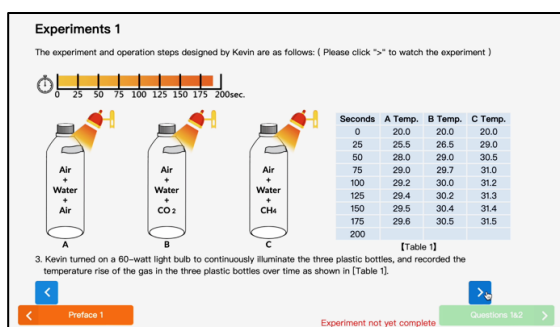 Experiments 1
The experiment and operation steps designed by Kevin are as follows: ( Please click ">" to watch the experiment )
0 25 50 75 100 125 150 175 200sec.
Air + Water + Air
A
Air + Water + CO2
B
Air + Water + CH4
C
Seconds A Temp. B Temp. C Temp.
0 20.0 20.0 20.0
25 25.5 26.5 29.0
50 28.0 29.0 30.5
75 29.0 29.7 31.0
100 29.2 30.0 31.2
125 29.4 30.2 31.3
150 29.5 30.4 31.4
175 29.6 30.5 31.5
200
【Table 1】
3. Kevin turned on a 60-watt light bulb to continuously illuminate the three plastic bottles, and recorded the
temperature rise of the gas in the three plastic bottles over time as shown in [Table 1].
< >
< Preface 1
Experiment not yet complete
Questions 1&2 >